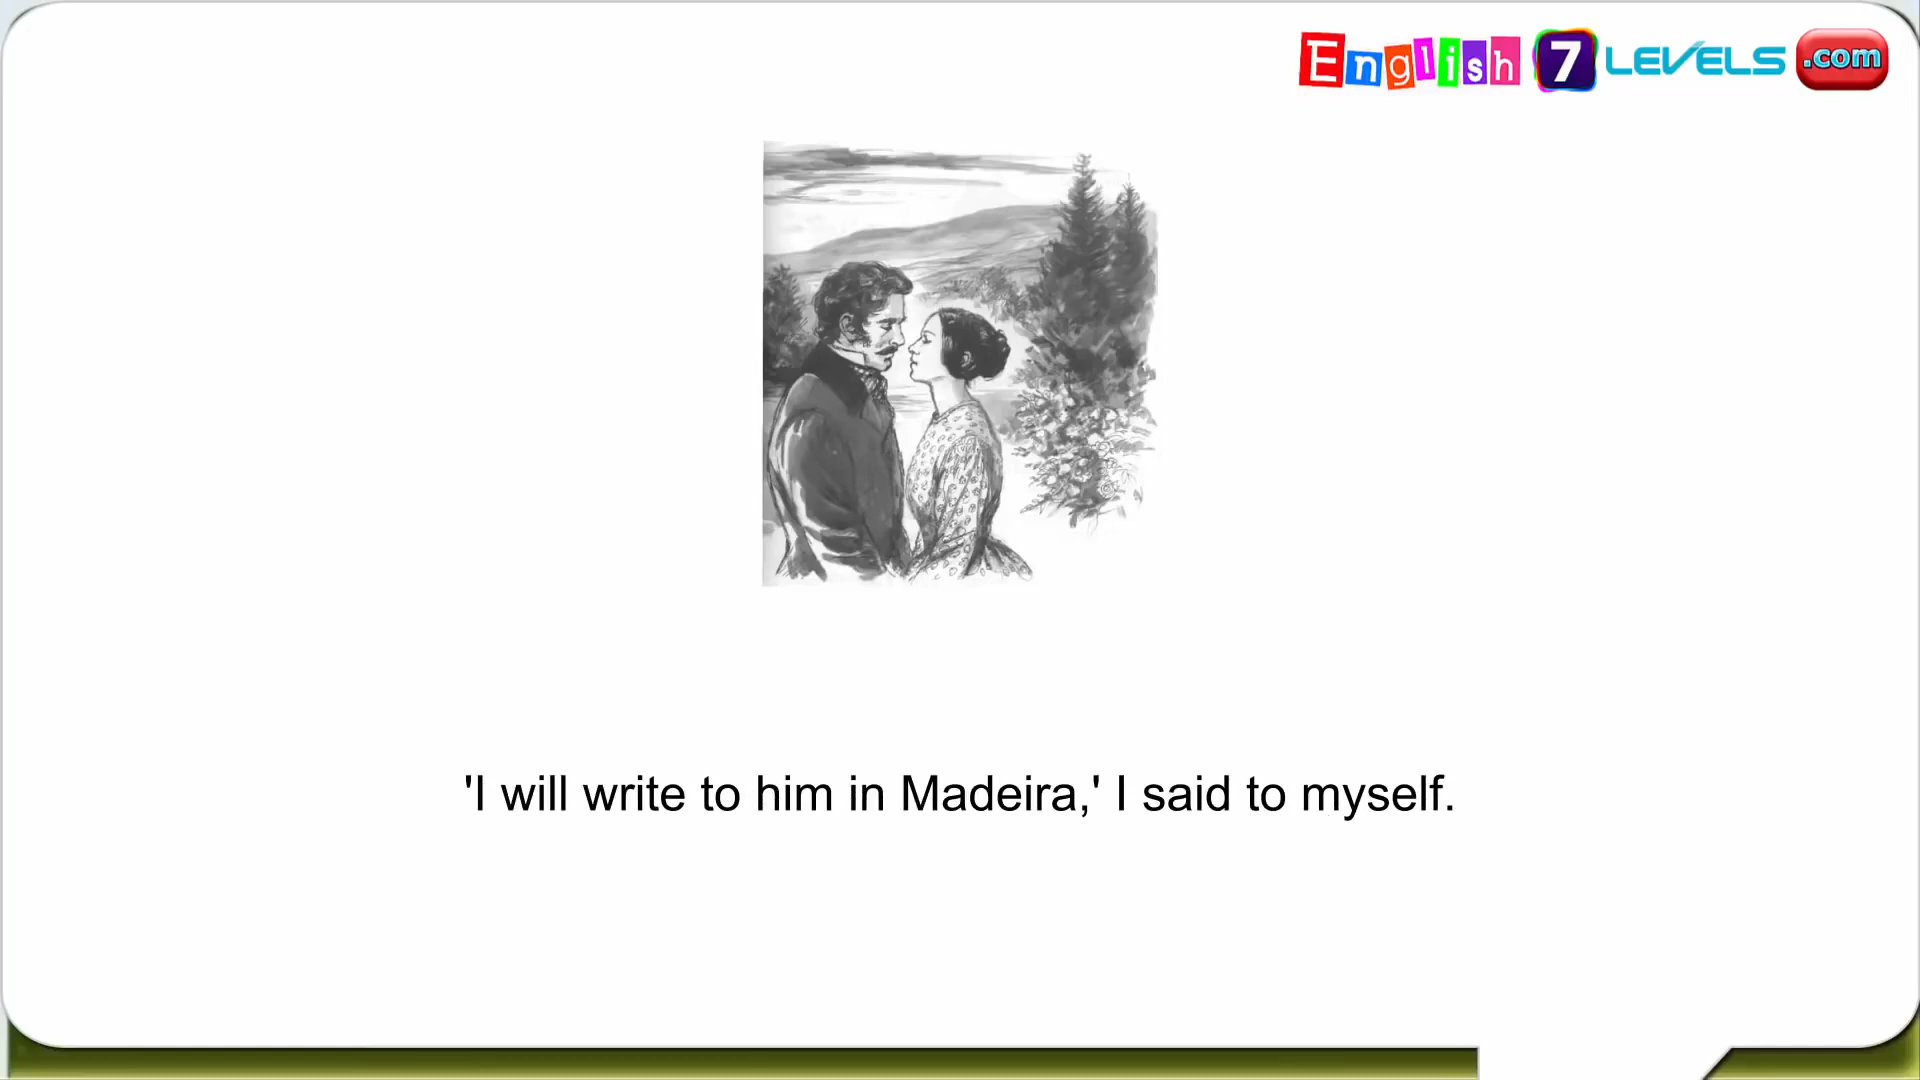 English 7 LEVELS .com
'I will write to him in Madeira,' I said to myself.